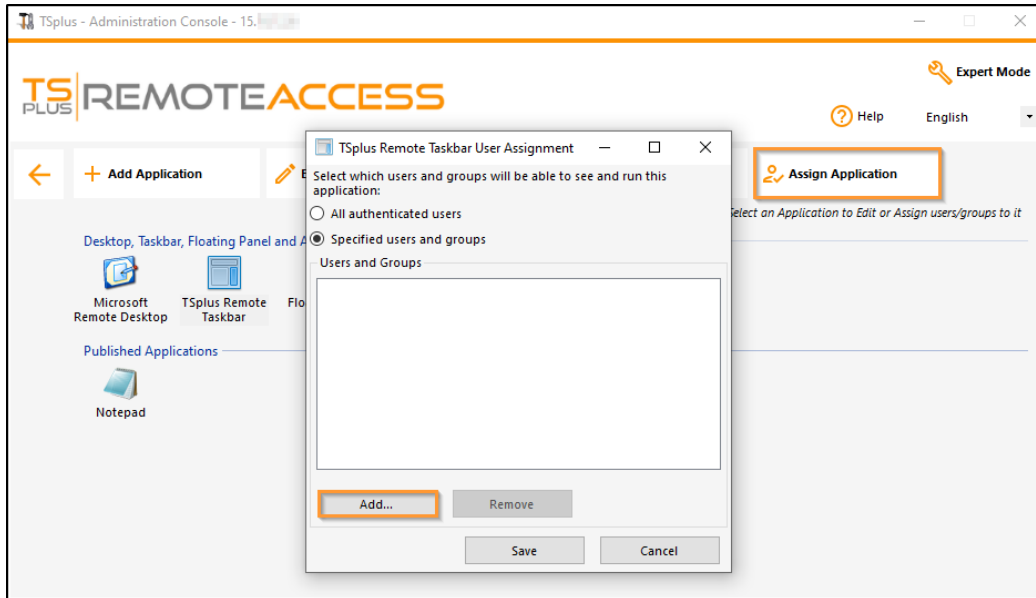 TSplus - Administration Console - 15.
Expert Mode
TS PLUS REMOTEACCESS
Help
English
Add Application
Assign Application
Select an Application to Edit or Assign users/groups to it
Desktop, Taskbar, Floating Panel and A
Microsoft Remote Desktop
TSplus Remote Taskbar
Flo
Published Applications
Notepad
TSplus Remote Taskbar User Assignment
Select which users and groups will be able to see and run this
application:
All authenticated users
Specified users and groups
Users and Groups
Add...
Remove
Save
Cancel